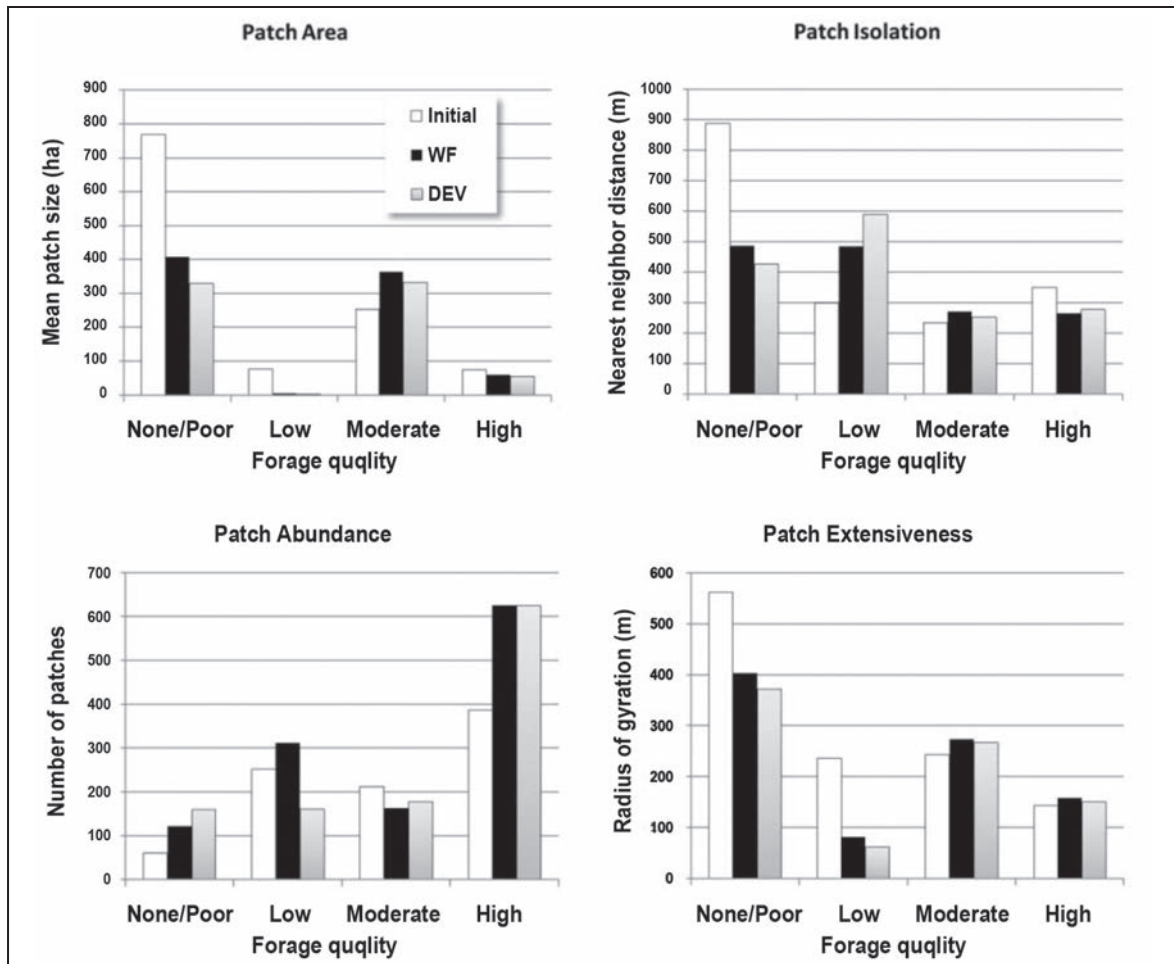 Patch Area
Mean patch size (ha)
900
800
700
600
500
400
300
200
100
0
Initial
WF
DEV
None/Poor Low Moderate High
Forage quqlity
Patch Isolation
Nearest neighbor distance (m)
1000
900
800
700
600
500
400
300
200
100
0
None/Poor Low Moderate High
Forage quqlity
Patch Abundance
Number of patches
700
600
500
400
300
200
100
0
None/Poor Low Moderate High
Forage quqlity
Patch Extensiveness
Radius of gyration (m)
600
500
400
300
200
100
0
None/Poor Low Moderate High
Forage quqlity